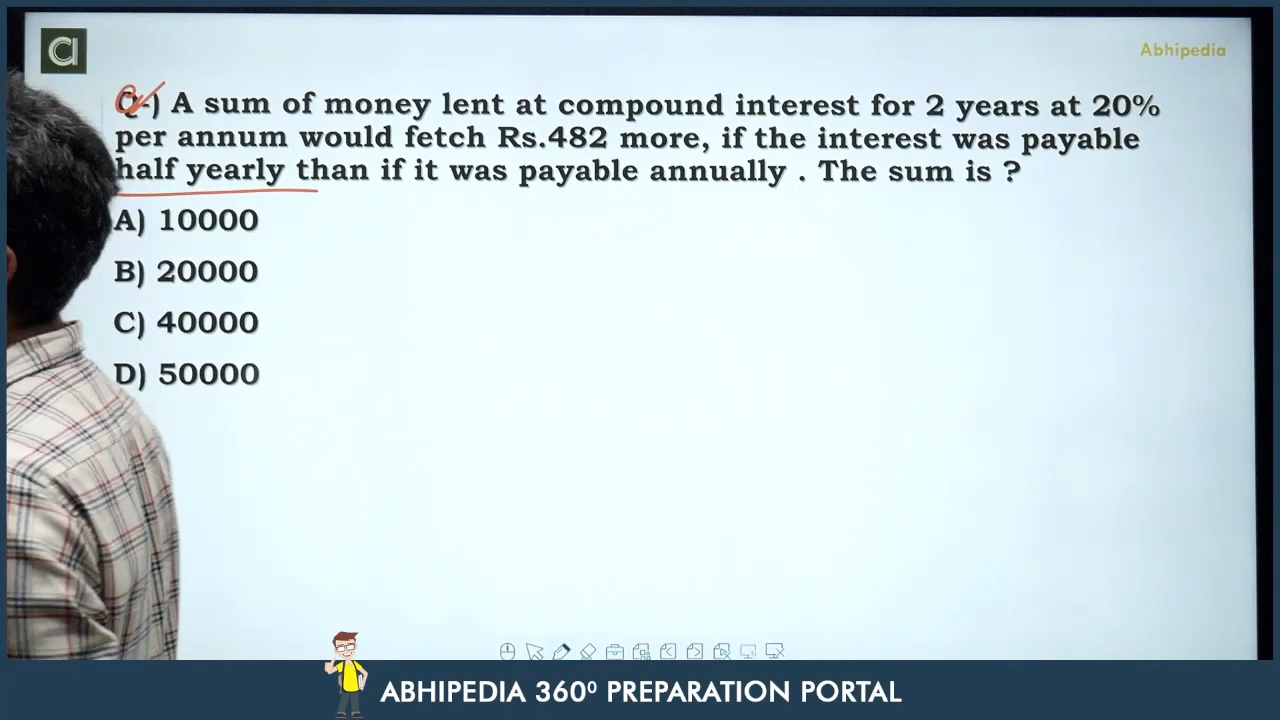 Abhipedia
Q-) A sum of money lent at compound interest for 2 years at 20%
per annum would fetch Rs.482 more, if the interest was payable
half yearly than if it was payable annually . The sum is ?
A) 10000
B) 20000
C) 40000
D) 50000
ABHIPEDIA 360⁰ PREPARATION PORTAL